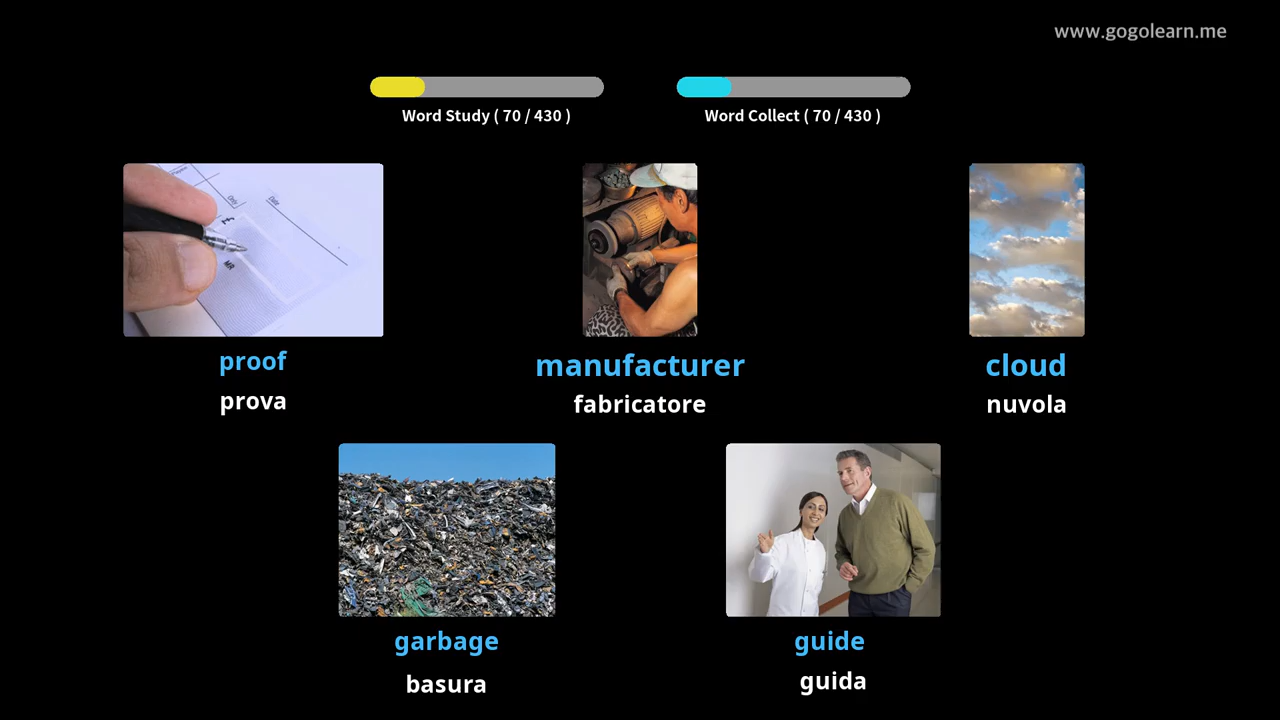 www.gogolearn.me
Word Study ( 70 / 430 )
Word Collect ( 70 / 430 )
proof
manufacturer
cloud
prova
fabricatore
nuvola
garbage
guide
basura
guida